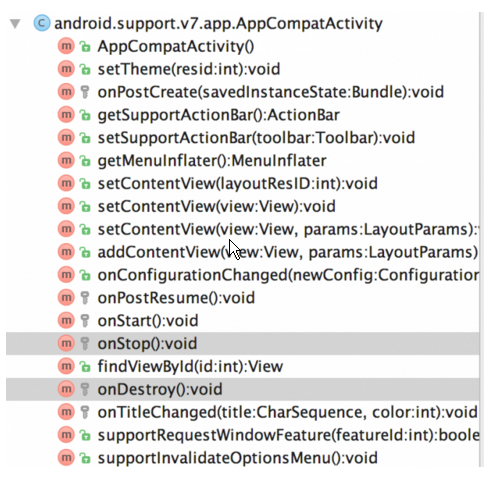 android.support.v7.app.AppCompatActivity
AppCompatActivity()
setTheme(resid:int):void
onPostCreate(savedInstanceState:Bundle):void
getSupportActionBar():ActionBar
setSupportActionBar(toolbar:Toolbar):void
getMenuInflater():MenuInflater
setContentView(layoutResID:int):void
setContentView(view:View):void
setContentView(view:View, params:LayoutParams):
addContentView(view:View, params:LayoutParams)
onConfigurationChanged(newConfig:Configuration
onPostResume():void
onStart():void
onStop():void
findViewById(id:int):View
onDestroy():void
onTitleChanged(title:CharSequence, color:int):void
supportRequestWindowFeature(featureId:int):boole
supportInvalidateOptionsMenu():void